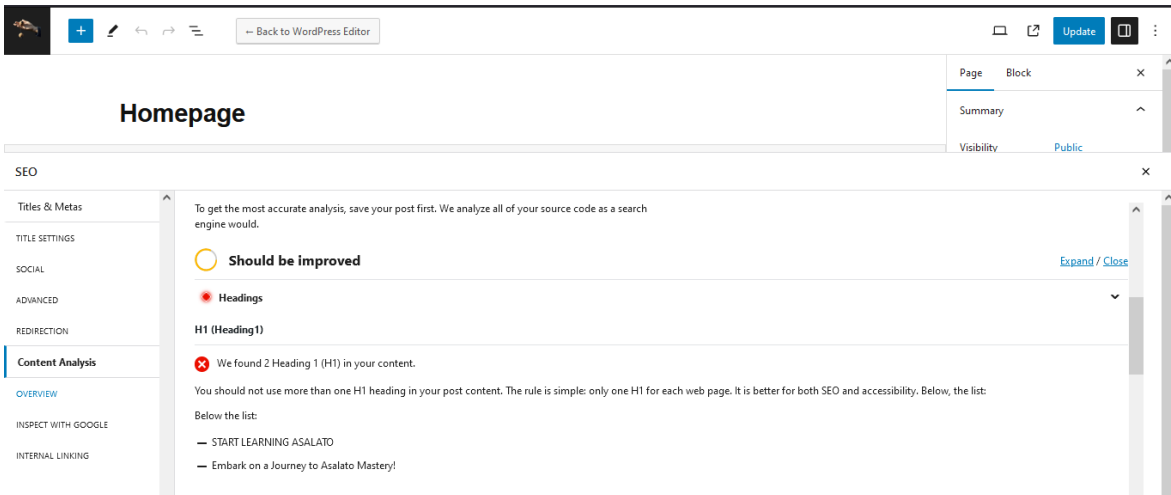 ← Back to WordPress Editor
Update
Page Block
Homepage
Summary
Visibility Public
SEO
Titles & Metas
TITLE SETTINGS
SOCIAL
ADVANCED
REDIRECTION
Content Analysis
OVERVIEW
INSPECT WITH GOOGLE
INTERNAL LINKING
To get the most accurate analysis, save your post first. We analyze all of your source code as a search
engine would.
Should be improved
Expand / Close
Headings
H1 (Heading1)
We found 2 Heading 1 (H1) in your content.
You should not use more than one H1 heading in your post content. The rule is simple: only one H1 for each web page. It is better for both SEO and accessibility. Below, the list:
Below the list:
— START LEARNING ASALATO
— Embark on a Journey to Asalato Mastery!